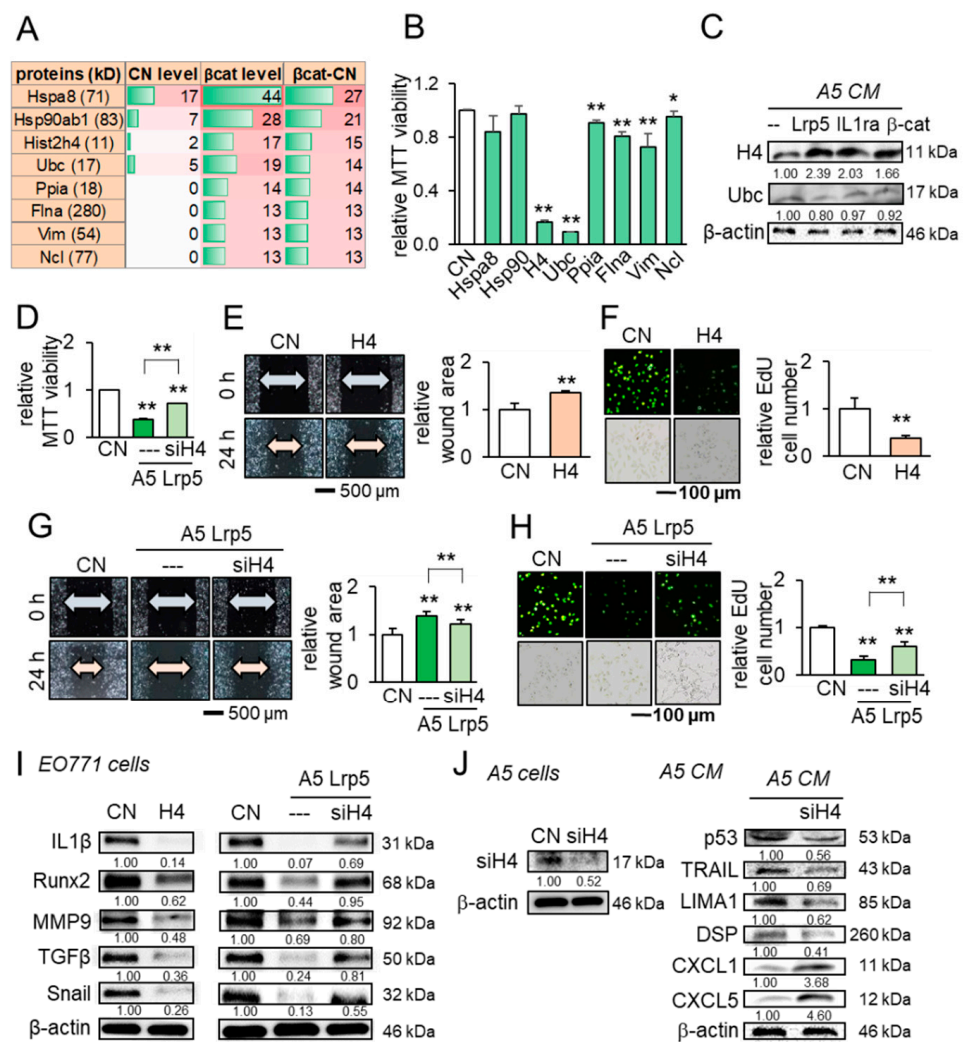 A
proteins (kD) CN level βcat level βcat-CN
Hspa8 (71) 17 44 27
Hsp90ab1 (83) 7 28 21
Hist2h4 (11) 2 17 15
Ubc (17) 5 19 14
Ppia (18) 0 14 14
Flna (280) 0 13 13
Vim (54) 0 13 13
Ncl (77) 0 13 13
B
relative MTT viability
1.2
0.8
0.4
0.0
** ** ** ** ** *
CN Hspa8 Hsp90 H4 Ubc Ppia Flna Vim Ncl
C
A5 CM
-- Lrp5 IL1ra β-cat
H4 11 kDa
1.00 2.39 2.03 1.66
Ubc 17 kDa
1.00 0.80 0.97 0.92
β-actin 46 kDa
D
relative
MTT viability
2
1
0
**
** **
CN --- siH4
A5 Lrp5
E
CN H4
0 h
24 h
500 µm
relative
wound area
2
1
0
**
CN H4
F
CN H4
100 µm
relative EdU
cell number
2
1
0
**
CN H4
G
A5 Lrp5
CN --- siH4
0 h
24 h
500 µm
relative
wound area
2
1
0
**
** **
CN --- siH4
A5 Lrp5
H
A5 Lrp5
CN --- siH4
100 µm
relative EdU
cell number
2
1
0
**
** **
CN --- siH4
A5 Lrp5
I EO771 cells
A5 Lrp5
CN H4 CN --- siH4
IL1β 31 kDa
1.00 0.14 1.00 0.07 0.69
Runx2 68 kDa
1.00 0.62 1.00 0.44 0.95
MMP9 92 kDa
1.00 0.48 1.00 0.69 0.80
TGFβ 50 kDa
1.00 0.36 1.00 0.24 0.81
Snail 32 kDa
1.00 0.26 1.00 0.13 0.55
β-actin 46 kDa
J A5 cells
CN siH4
siH4 17 kDa
1.00 0.52
β-actin 46 kDa
A5 CM
A5 CM
siH4
p53 53 kDa
1.00 0.56
TRAIL 43 kDa
1.00 0.69
LIMA1 85 kDa
1.00 0.62
DSP 260 kDa
1.00 0.41
CXCL1 11 kDa
1.00 3.68
CXCL5 12 kDa
1.00 4.60
β-actin 46 kDa